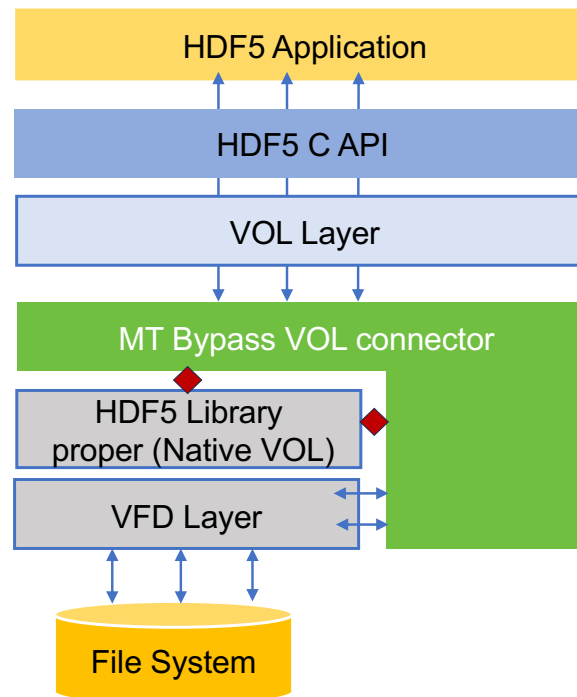 HDF5 Application
HDF5 C API
VOL Layer
MT Bypass VOL connector
HDF5 Library
proper (Native VOL)
VFD Layer
File System